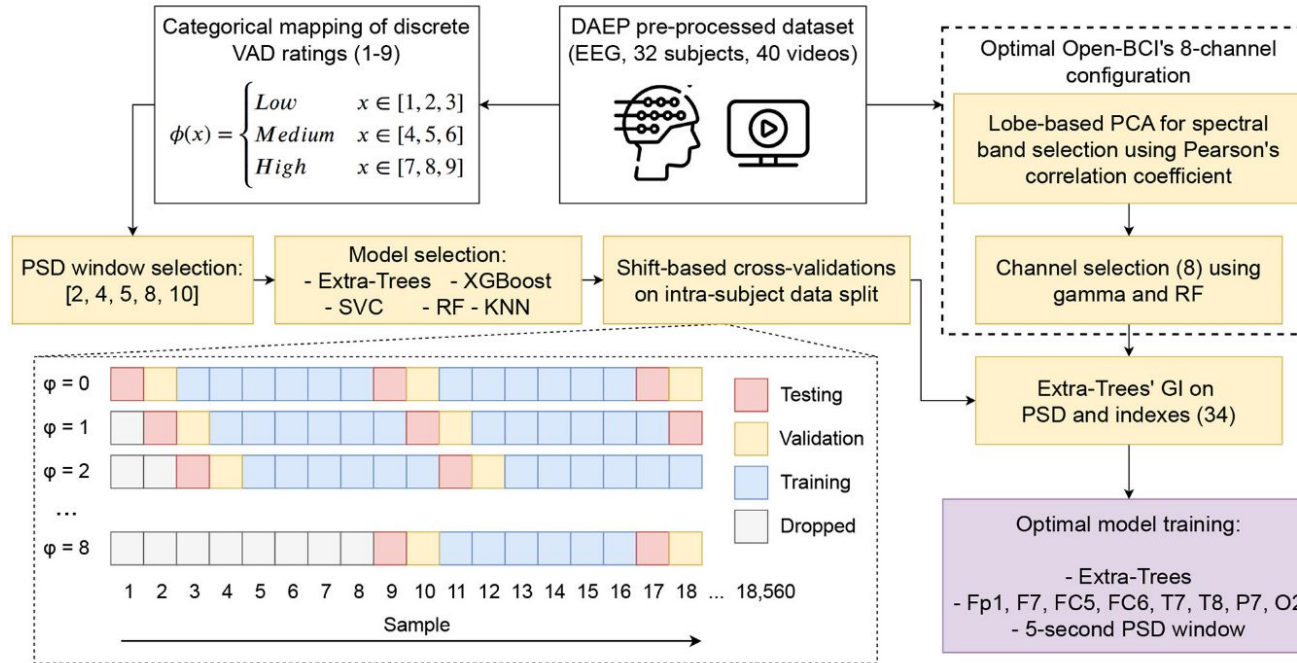 Categorical mapping of discrete
VAD ratings (1-9)
ϕ(x) =
Low x ∈ [1, 2, 3]
Medium x ∈ [4, 5, 6]
High x ∈ [7, 8, 9]
DAEP pre-processed dataset
(EEG, 32 subjects, 40 videos)
Optimal Open-BCI's 8-channel
configuration
Lobe-based PCA for spectral
band selection using Pearson's
correlation coefficient
Channel selection (8) using
gamma and RF
PSD window selection:
[2, 4, 5, 8, 10]
Model selection:
- Extra-Trees - XGBoost
- SVC - RF - KNN
Shift-based cross-validations
on intra-subject data split
Extra-Trees' GI on
PSD and indexes (34)
φ = 0
φ = 1
φ = 2
...
φ = 8
Testing
Validation
Training
Dropped
1 2 3 4 5 6 7 8 9 10 11 12 13 14 15 16 17 18 ... 18,560
Sample
Optimal model training:
- Extra-Trees
- Fp1, F7, FC5, FC6, T7, T8, P7, O2
- 5-second PSD window